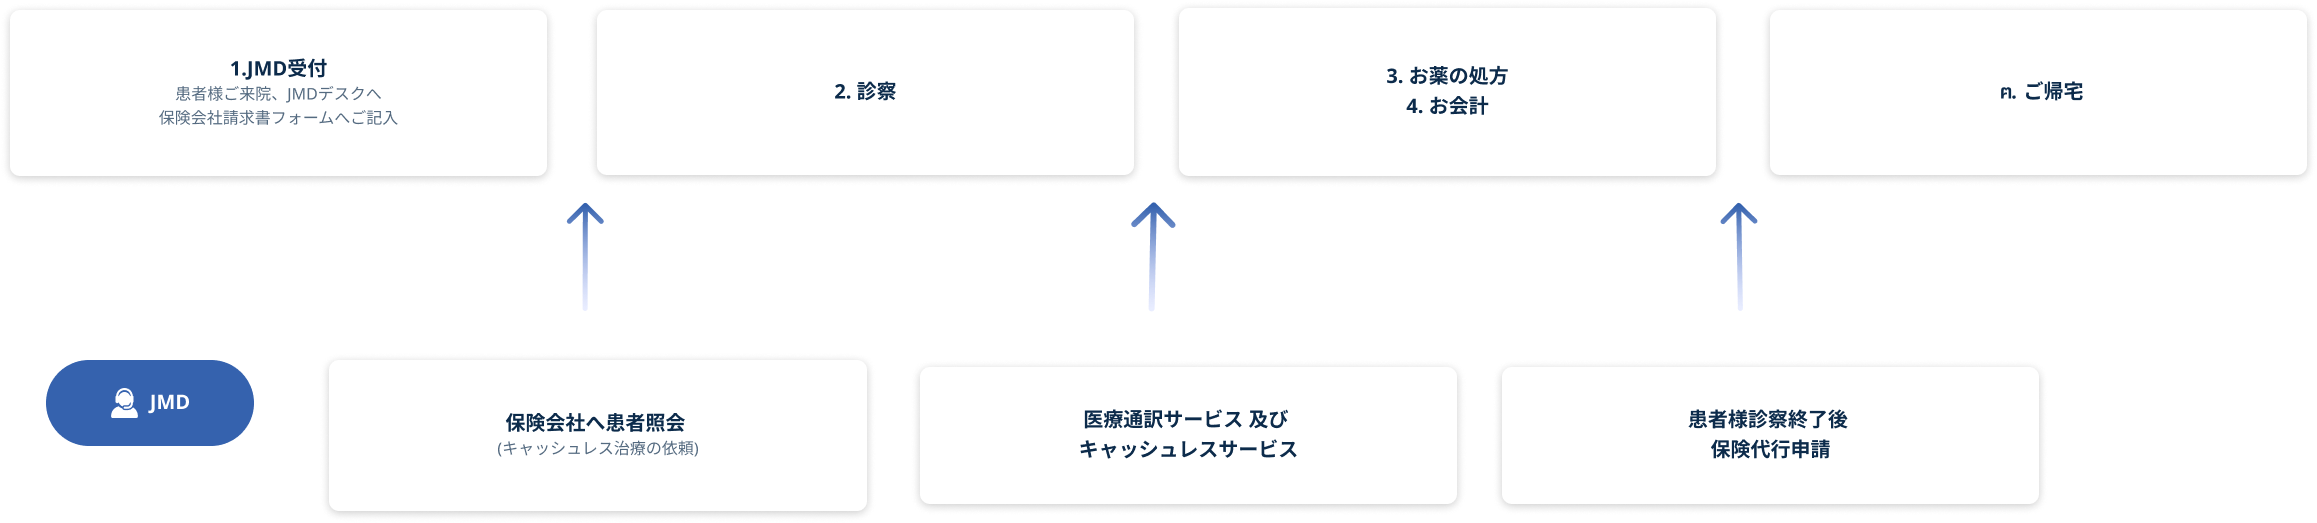 1.JMD受付
患者様ご来院、JMDデスクへ
保険会社請求書フォームへご記入
2. 診察
3. お薬の処方
4. お会計
ฅ. ご帰宅
JMD
保険会社へ患者照会
(キャッシュレス治療の依頼)
医療通訳サービス 及び
キャッシュレスサービス
患者様診察終了後
保険代行申請